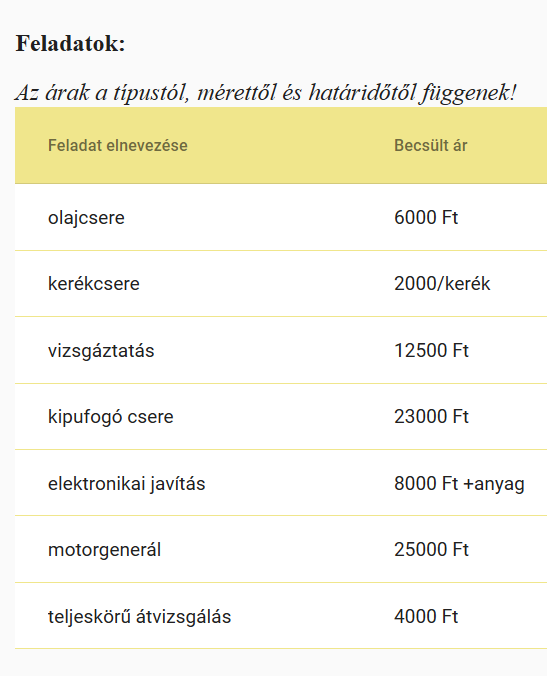 Feladatok:
Az árak a típustól, mérettől és határidőtől függenek!
Feladat elnevezése Becsült ár
olajcsere 6000 Ft
kerékcsere 2000/kerék
vizsgáztatás 12500 Ft
kipufogó csere 23000 Ft
elektronikai javítás 8000 Ft +anyag
motorgenerál 25000 Ft
teljeskörű átvizsgálás 4000 Ft